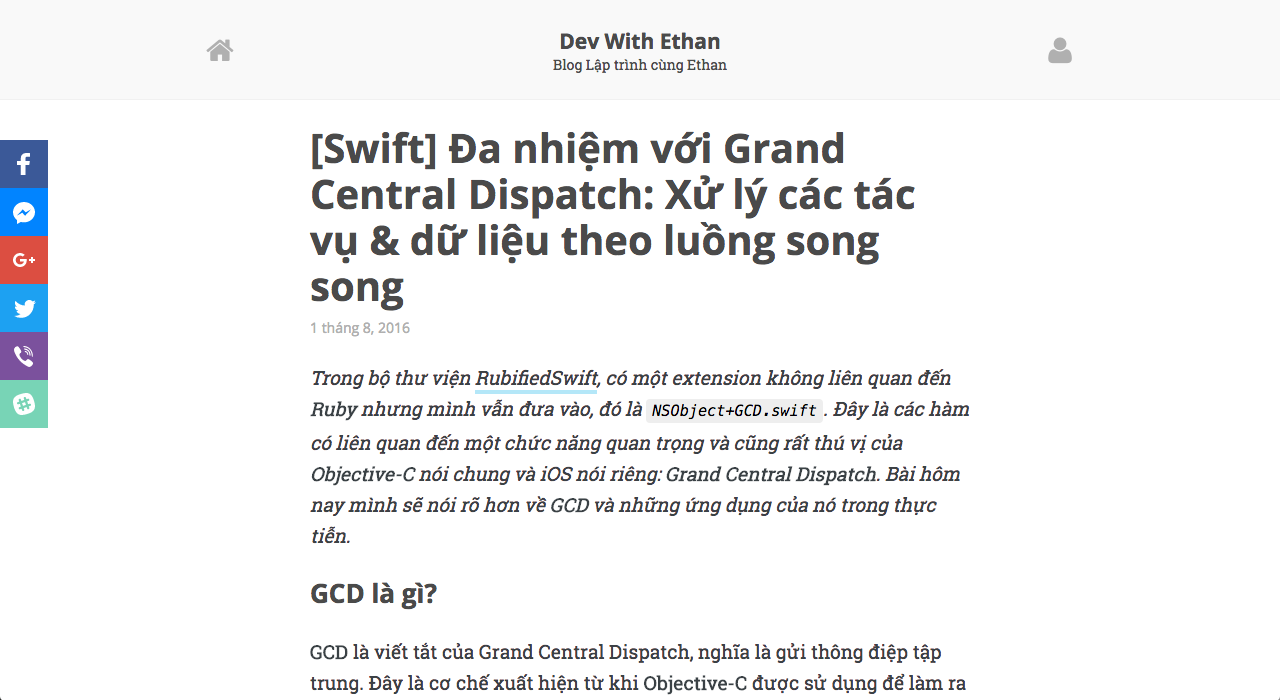 Dev With Ethan
Blog Lập trình cùng Ethan
[Swift] Đa nhiệm với Grand
Central Dispatch: Xử lý các tác
vụ & dữ liệu theo luồng song
song
1 tháng 8, 2016
Trong bộ thư viện RubifiedSwift, có một extension không liên quan đến
Ruby nhưng mình vẫn đưa vào, đó là NSObject+GCD.swift. Đây là các hàm
có liên quan đến một chức năng quan trọng và cũng rất thú vị của
Objective-C nói chung và iOS nói riêng: Grand Central Dispatch. Bài hôm
nay mình sẽ nói rõ hơn về GCD và những ứng dụng của nó trong thực
tiễn.
GCD là gì?
GCD là viết tắt của Grand Central Dispatch, nghĩa là gửi thông điệp tập
trung. Đây là cơ chế xuất hiện từ khi Objective-C được sử dụng để làm ra